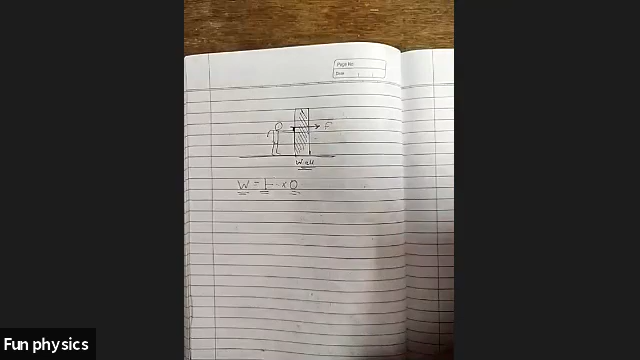 Page No.
Date
F
Wall
W = F × 0
Fun physics